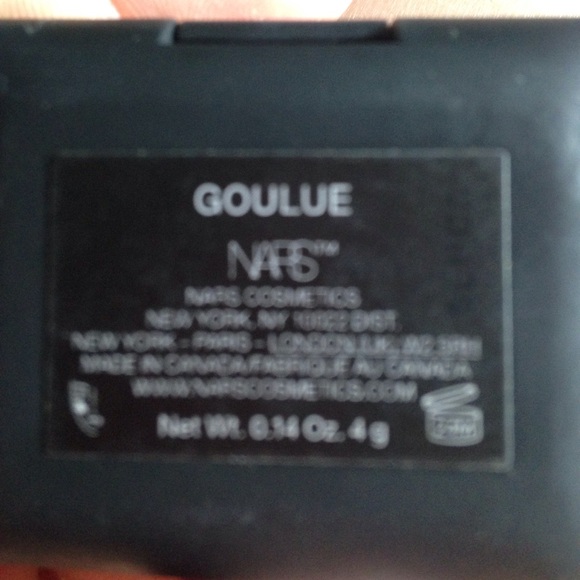 GOULUE
NARS™
NARS COSMETICS
NEW YORK, NY 10022 DIST.
NEW YORK - PARIS - LONDON, U.K.
MADE IN CANADA/FABRIQUÉ AU CANADA
WWW.NARSCOSMETICS.COM
Net Wt. 0.14 Oz. 4 g